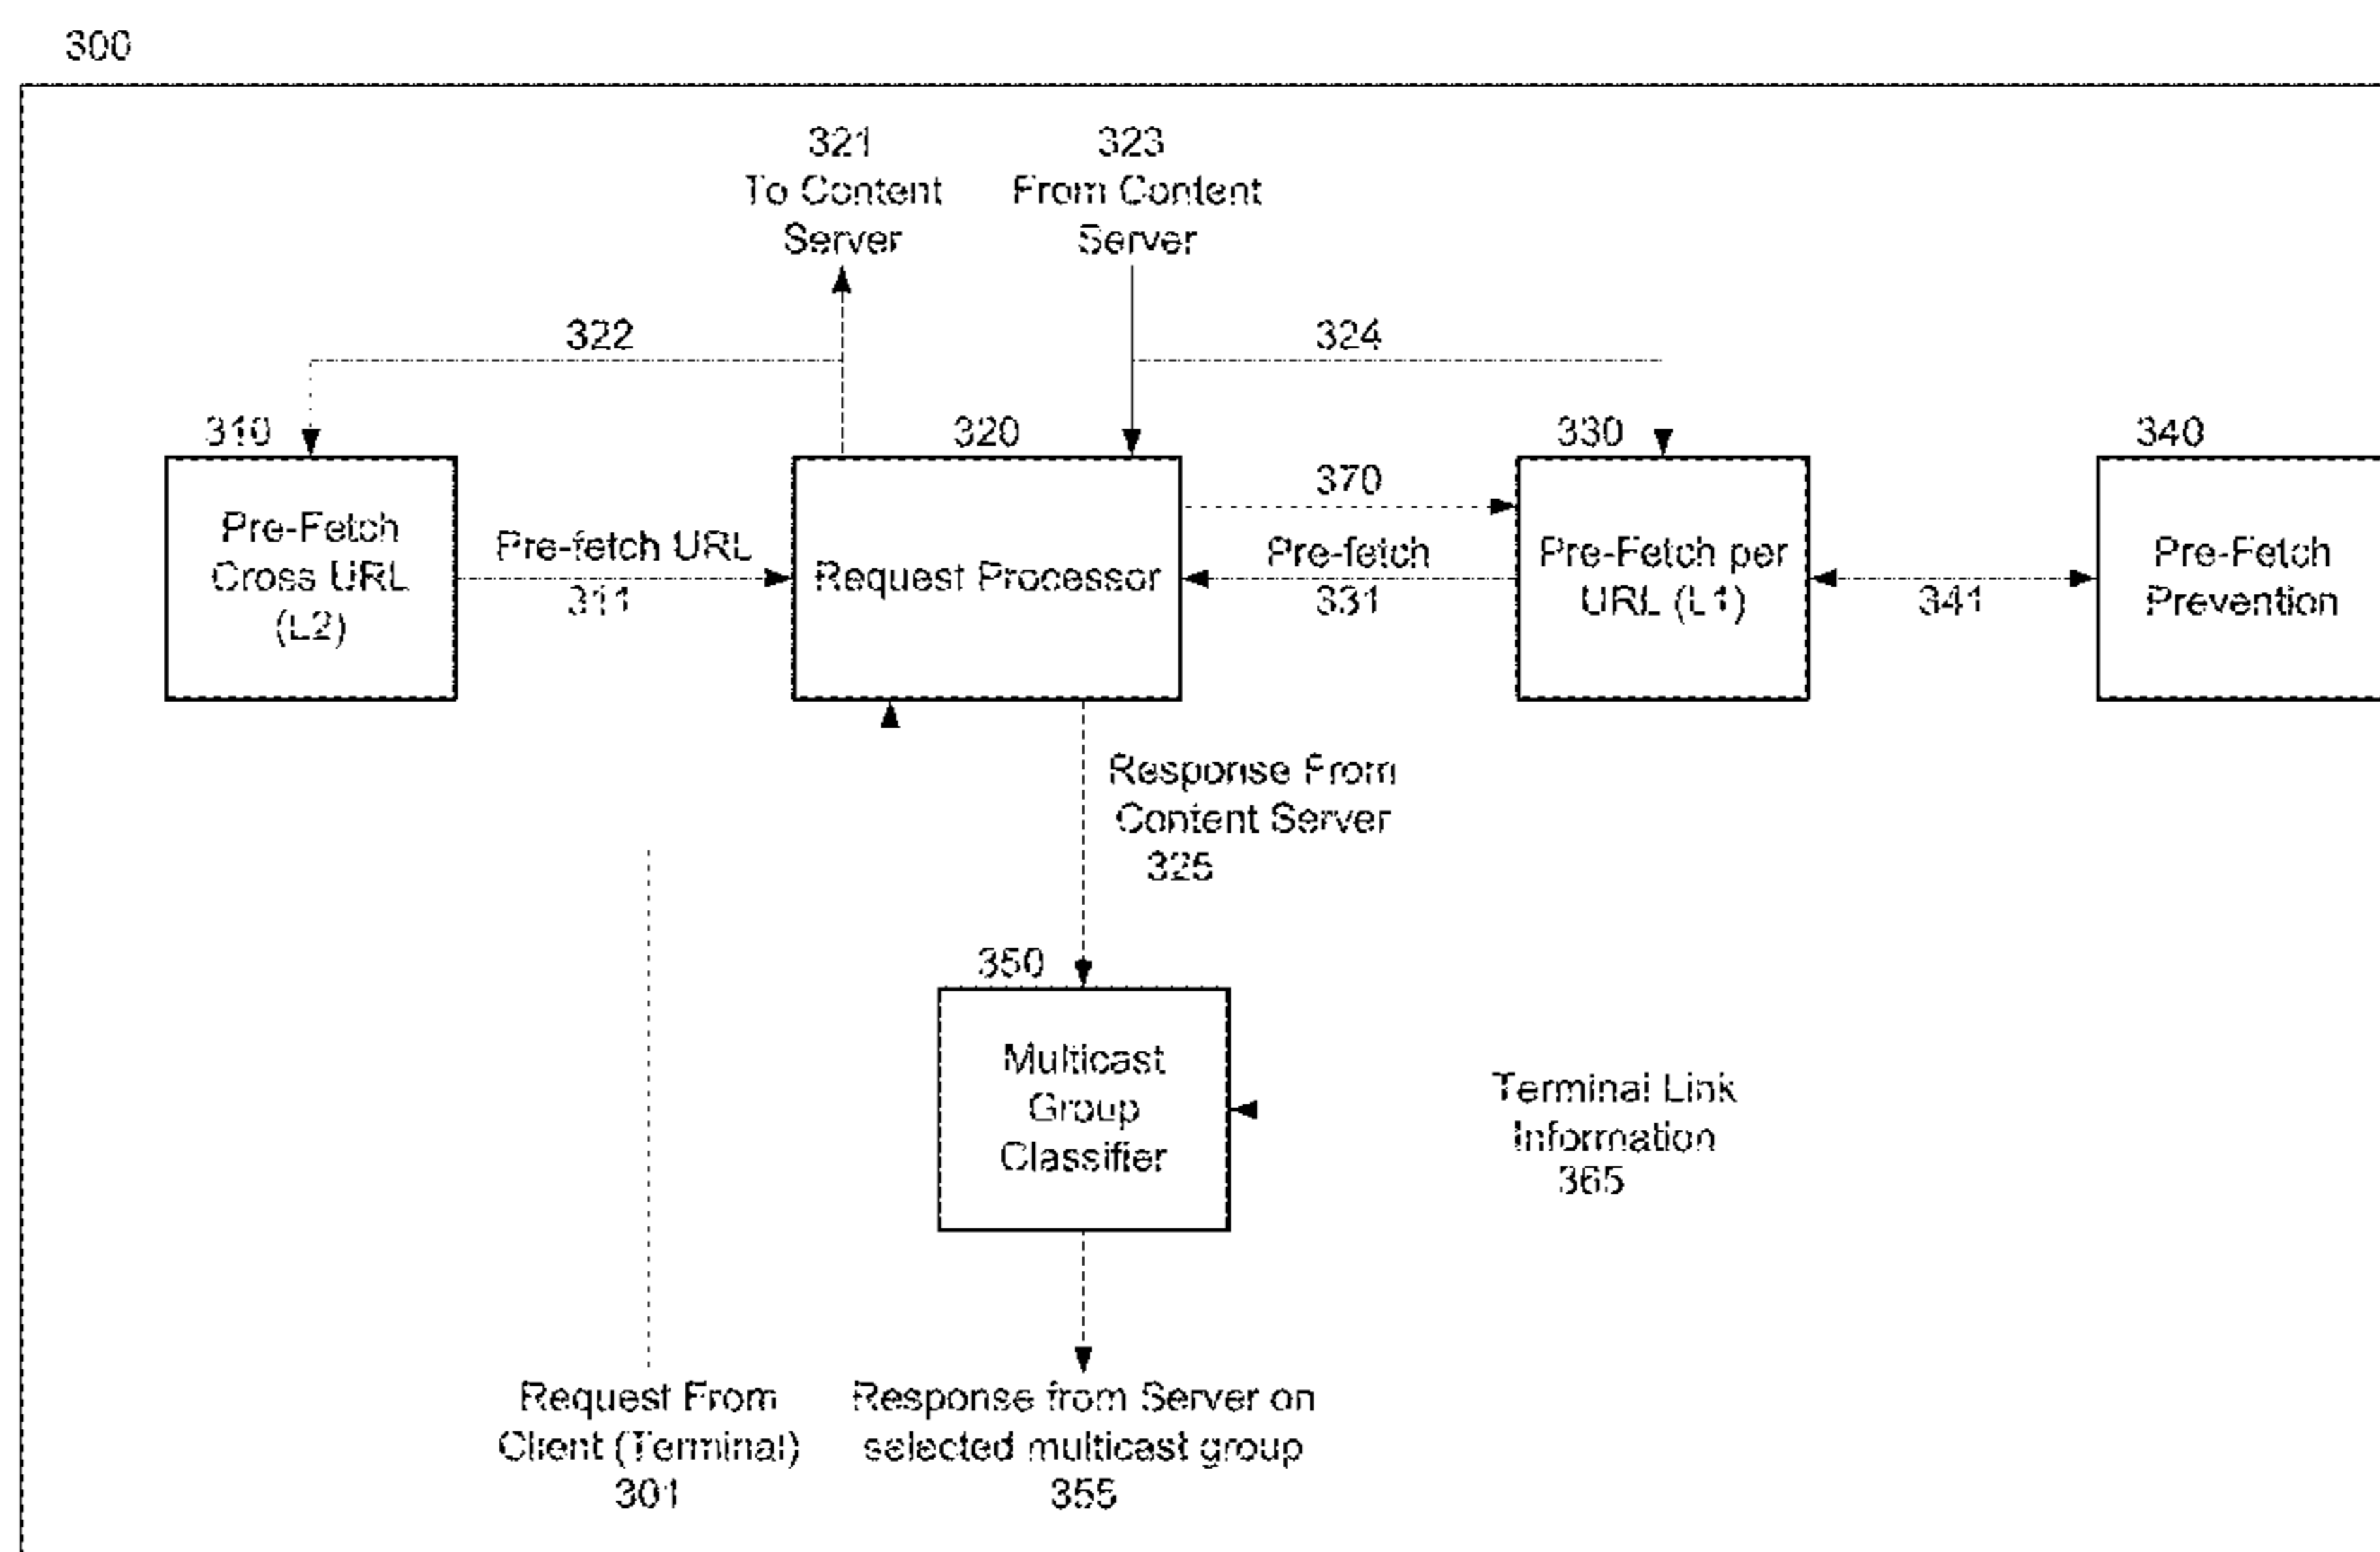 300
321
To Content
Server
323
From Content
Server
322
324
310
320
330
340
Pre-Fetch
Cross URL
(L2)
Pre-fetch URL
311
Request Processor
370
Pre-fetch
331
Pre-Fetch per
URL (L1)
341
Pre-Fetch
Prevention
Response From
Content Server
325
350
Multicast
Group
Classifier
Terminal Link
Information
365
Request From
Client (Terminal)
301
Response from Server on
selected multicast group
355